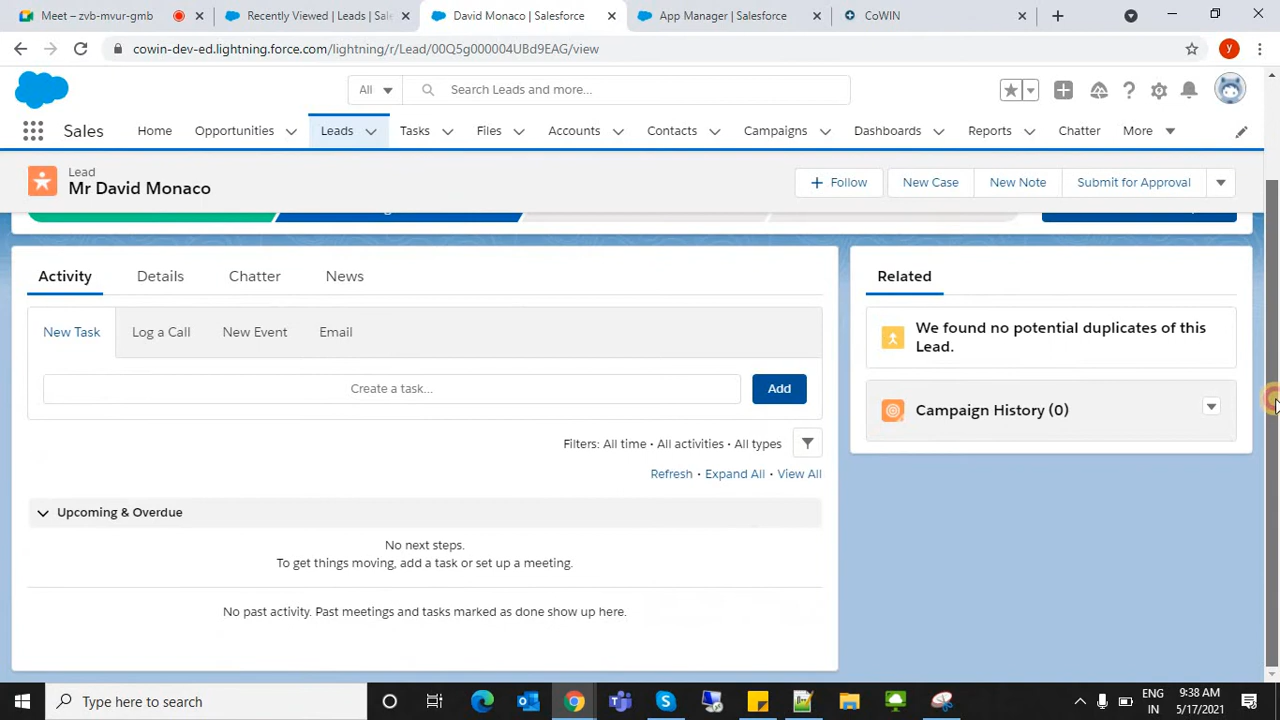 Meet – zvb-mvur-gmb
Recently Viewed | Leads | Sale
David Monaco | Salesforce
App Manager | Salesforce
CoWIN
cowin-dev-ed.lightning.force.com/lightning/r/Lead/00Q5g000004UBd9EAG/view
y
All
Search Leads and more...
Sales
Home
Opportunities
Leads
Tasks
Files
Accounts
Contacts
Campaigns
Dashboards
Reports
Chatter
More
Lead
Mr David Monaco
Follow
New Case
New Note
Submit for Approval
Activity
Details
Chatter
News
Related
New Task
Log a Call
New Event
Email
We found no potential duplicates of this
Lead.
Create a task...
Add
Campaign History (0)
Filters: All time • All activities • All types
Refresh • Expand All • View All
Upcoming & Overdue
No next steps.
To get things moving, add a task or set up a meeting.
No past activity. Past meetings and tasks marked as done show up here.
Type here to search
ENG
IN
9:38 AM
5/17/2021